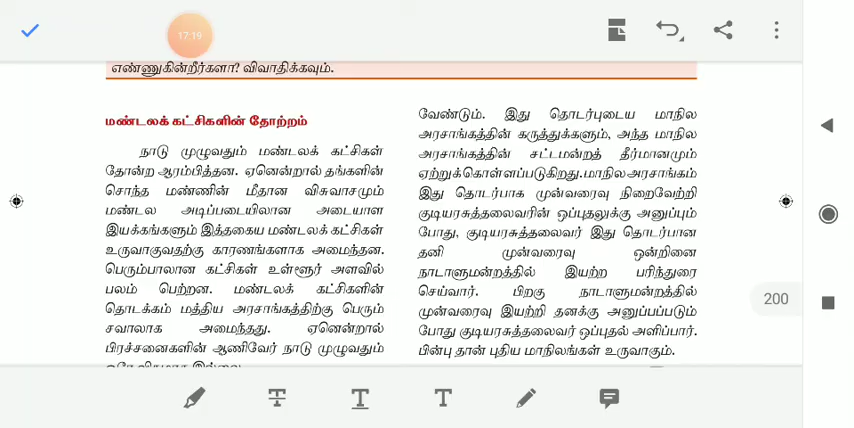 17:19
எண்ணுகின்றீர்களா? விவாதிக்கவும்.
மண்டலக் கட்சிகளின் தோற்றம்
நாடு முழுவதும் மண்டலக் கட்சிகள்
தோன்ற ஆரம்பித்தன. ஏனென்றால் தங்களின்
சொந்த மண்ணின் மீதான விசுவாசமும்
மண்டல அடிப்படையிலான அடையாள
இயக்கங்களும் இத்தகைய மண்டலக் கட்சிகள்
உருவாகுவதற்கு காரணங்களாக அமைந்தன.
பெரும்பாலான கட்சிகள் உள்ளூர் அளவில்
பலம் பெற்றன. மண்டலக் கட்சிகளின்
தொடக்கம் மத்திய அரசாங்கத்திற்கு பெரும்
சவாலாக அமைந்தது. ஏனென்றால்
பிரச்சனைகளின் ஆணிவேர் நாடு முழுவதும்
வேண்டும். இது தொடர்புடைய மாநில
அரசாங்கத்தின் கருத்துக்களும், அந்த மாநில
அரசாங்கத்தின் சட்டமன்றத் தீர்மானமும்
ஏற்றுக்கொள்ளப்படுகிறது.மாநில அரசாங்கம்
இது தொடர்பாக முன்வரைவு நிறைவேற்றி
குடியரசுத்தலைவரின் ஒப்புதலுக்கு அனுப்பும்
போது, குடியரசுத்தலைவர் இது தொடர்பான
தனி முன்வரைவு ஒன்றினை
நாடாளுமன்றத்தில் இயற்ற பரிந்துரை
செய்வார். பிறகு நாடாளுமன்றத்தில்
முன்வரைவு இயற்றி தனக்கு அனுப்பப்படும்
போது குடியரசுத்தலைவர் ஒப்புதல் அளிப்பார்.
பின்பு தான் புதிய மாநிலங்கள் உருவாகும்.
200